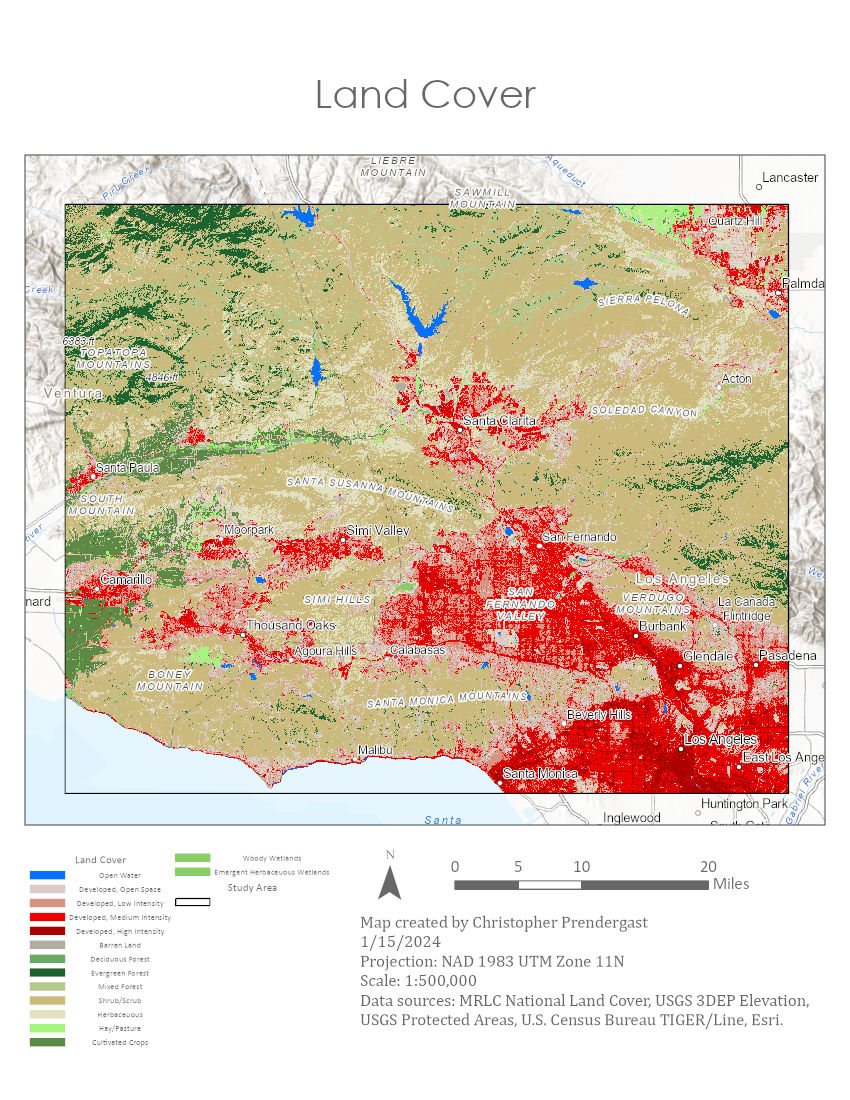 Land Cover
LIEBRE
MOUNTAIN
Piru Creek
Aqueduct
Lancaster
SAWMILL
MOUNTAIN
Quartz Hill
Creek
Palmda
SIERRA PELONA
6983 ft
TOPATOPA
MOUNTAINS
4646 ft
Acton
Ventura
SOLEDAD CANYON
Santa Clarita
Santa Paula
SANTA SUSANNA MOUNTAINS
SOUTH
MOUNTAIN
River
Moorpark
Simi Valley
San Fernando
Camarillo
Los Angeles
We
nard
SIMI HILLS
SAN
FERNANDO
VALLEY
VERDUGO
MOUNTAINS
La Cañada
Flintridge
Thousand Oaks
Burbank
Agoura Hills
Calabasas
Glendale
Pasadena
BONEY
MOUNTAIN
SANTA MONICA MOUNTAINS
Beverly Hills
Malibu
Los Angeles
East Los Ange
Santa Monica
Gabriel River
Huntington Park
Santa
Inglewood
South Gat
Land Cover
Open Water
Developed, Open Space
Developed, Low Intensity
Developed, Medium Intensity
Developed, High Intensity
Barren Land
Deciduous Forest
Evergreen Forest
Mixed Forest
Shrub/Scrub
Herbaceuous
Hay/Pasture
Cultivated Crops
Woody Wetlands
Emergent Herbaceuous Wetlands
Study Area
N
0 5 10 20
Miles
Map created by Christopher Prendergast
1/15/2024
Projection: NAD 1983 UTM Zone 11N
Scale: 1:500,000
Data sources: MRLC National Land Cover, USGS 3DEP Elevation,
USGS Protected Areas, U.S. Census Bureau TIGER/Line, Esri.